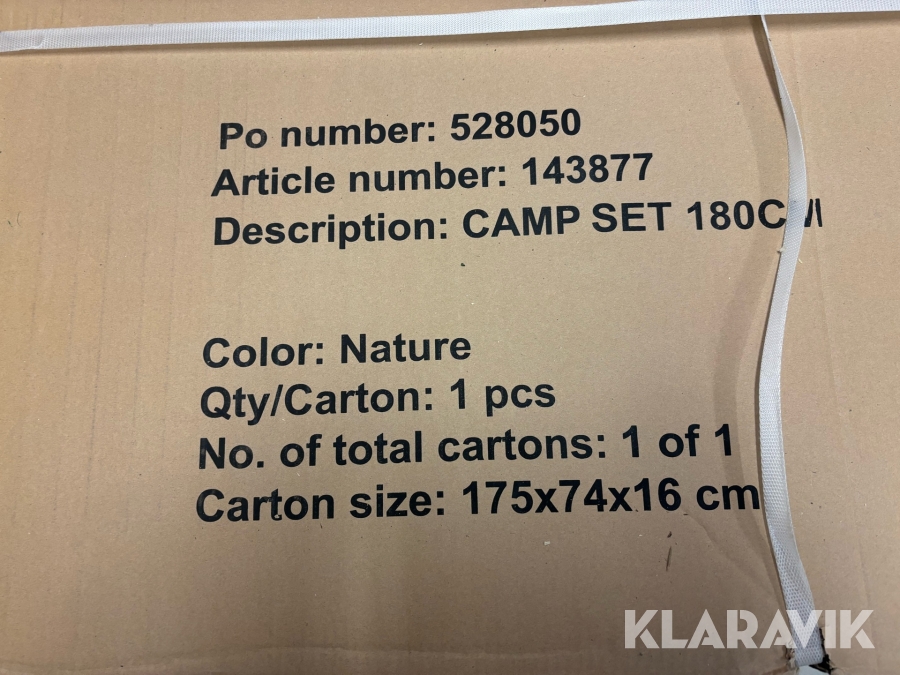 Po number: 528050
Article number: 143877
Description: CAMP SET 180CM
Color: Nature
Qty/Carton: 1 pcs
No. of total cartons: 1 of 1
Carton size: 175x74x16 cm
KLARAVIK